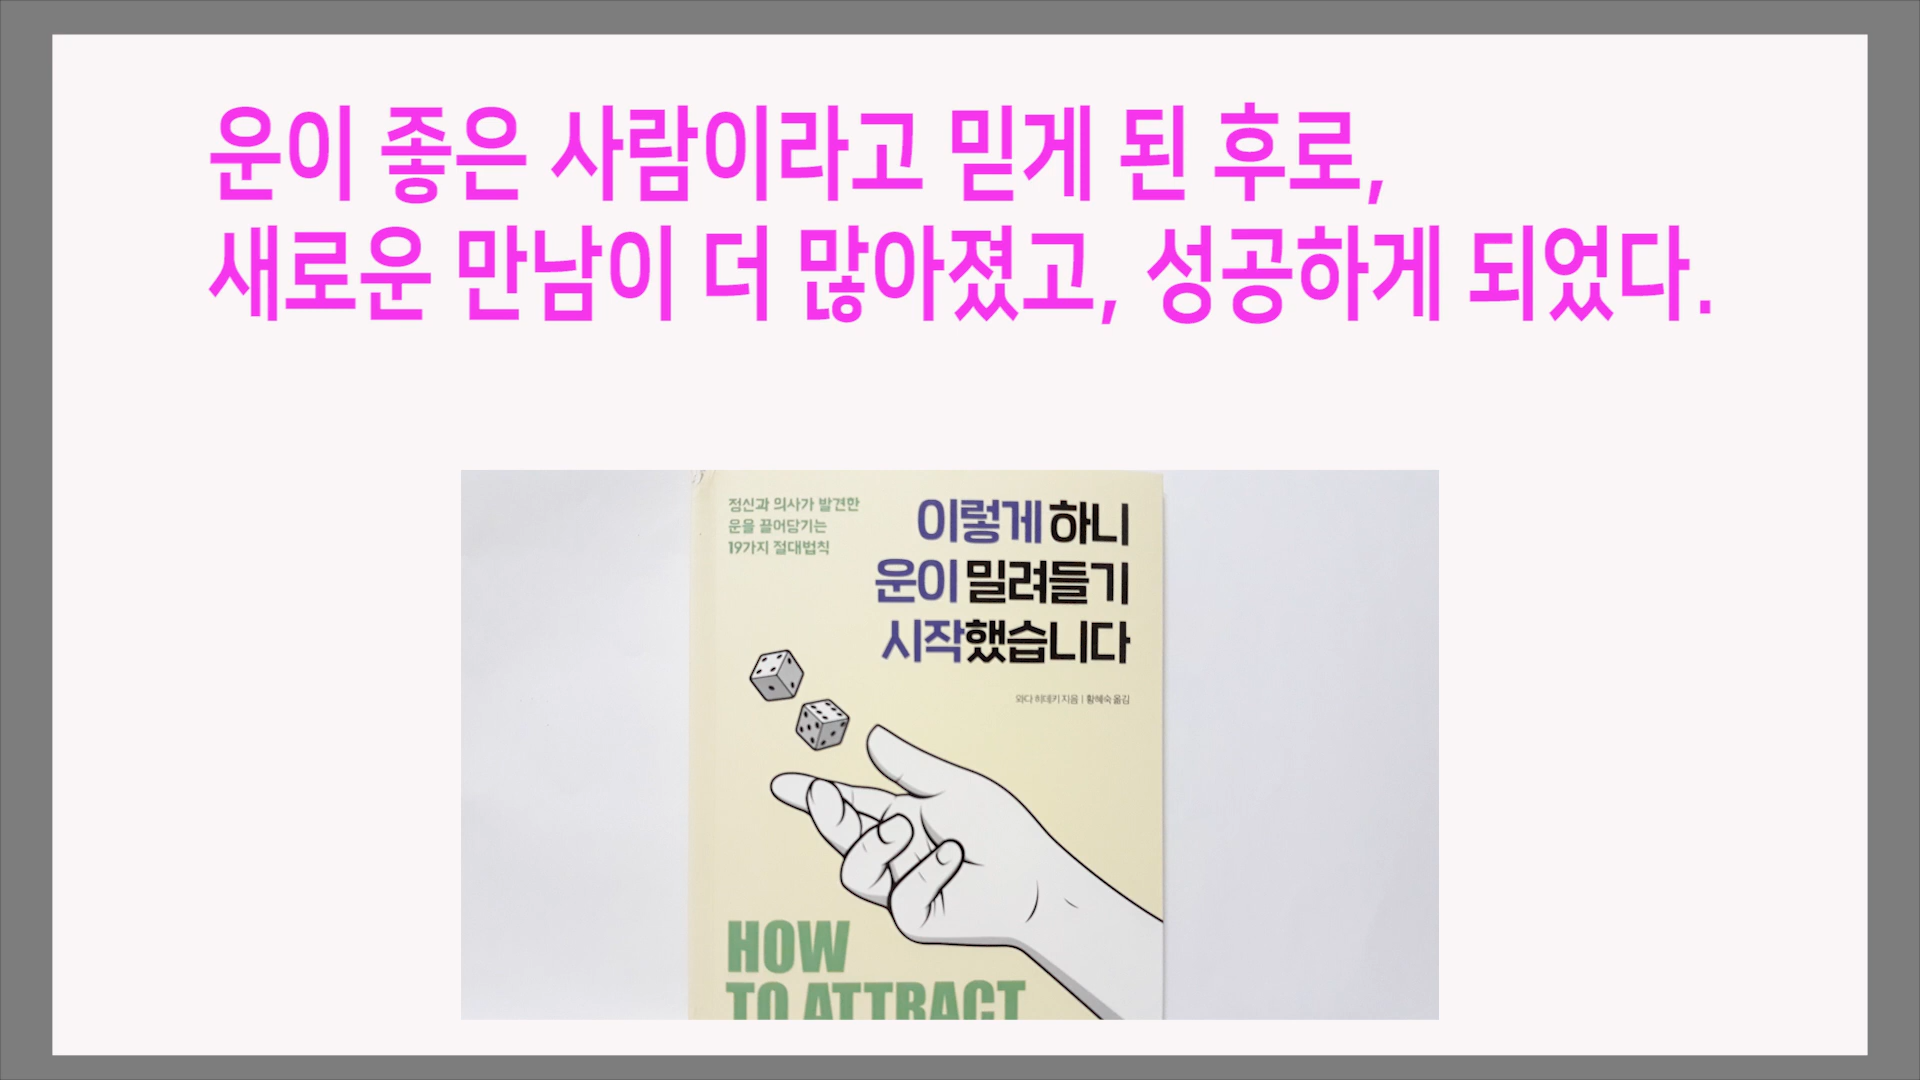 운이 좋은 사람이라고 믿게 된 후로,
새로운 만남이 더 많아졌고, 성공하게 되었다.
정신과 의사가 발견한
운을 끌어당기는
19가지 절대법칙
이렇게 하니
운이 밀려들기
시작했습니다
와다 히데키 지음 | 황혜숙 옮김
HOW
TO ATTRACT